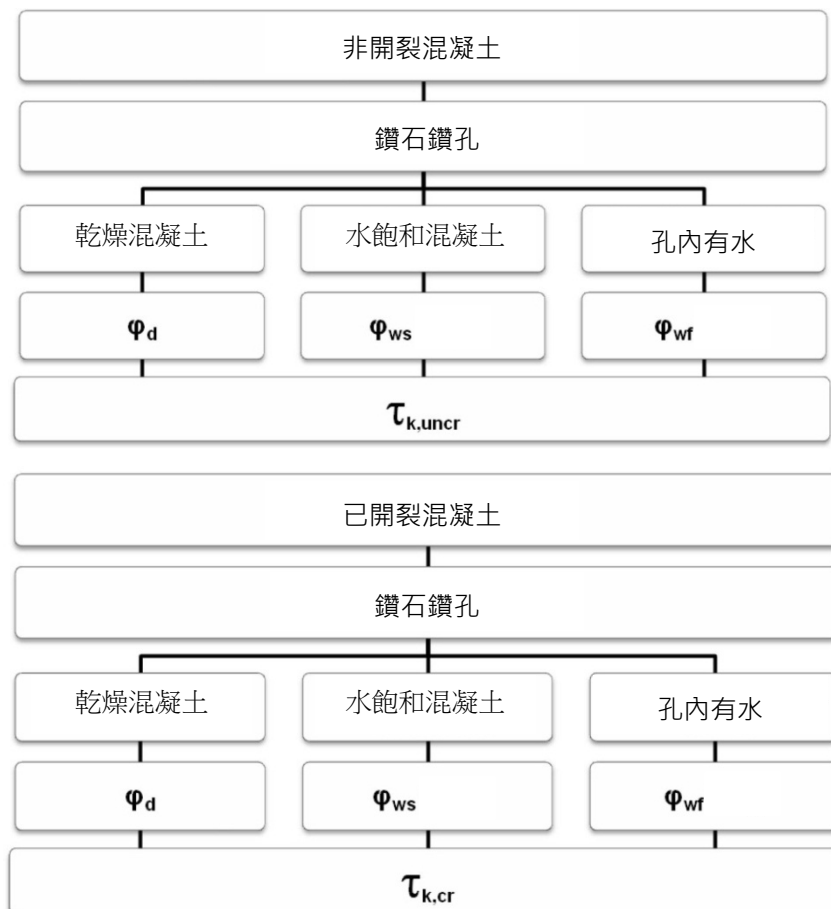 非開裂混凝土
鑽石鑽孔
乾燥混凝土 水飽和混凝土 孔內有水
φd φws φwf
τk,uncr
已開裂混凝土
鑽石鑽孔
乾燥混凝土 水飽和混凝土 孔內有水
φd φws φwf
τk,cr